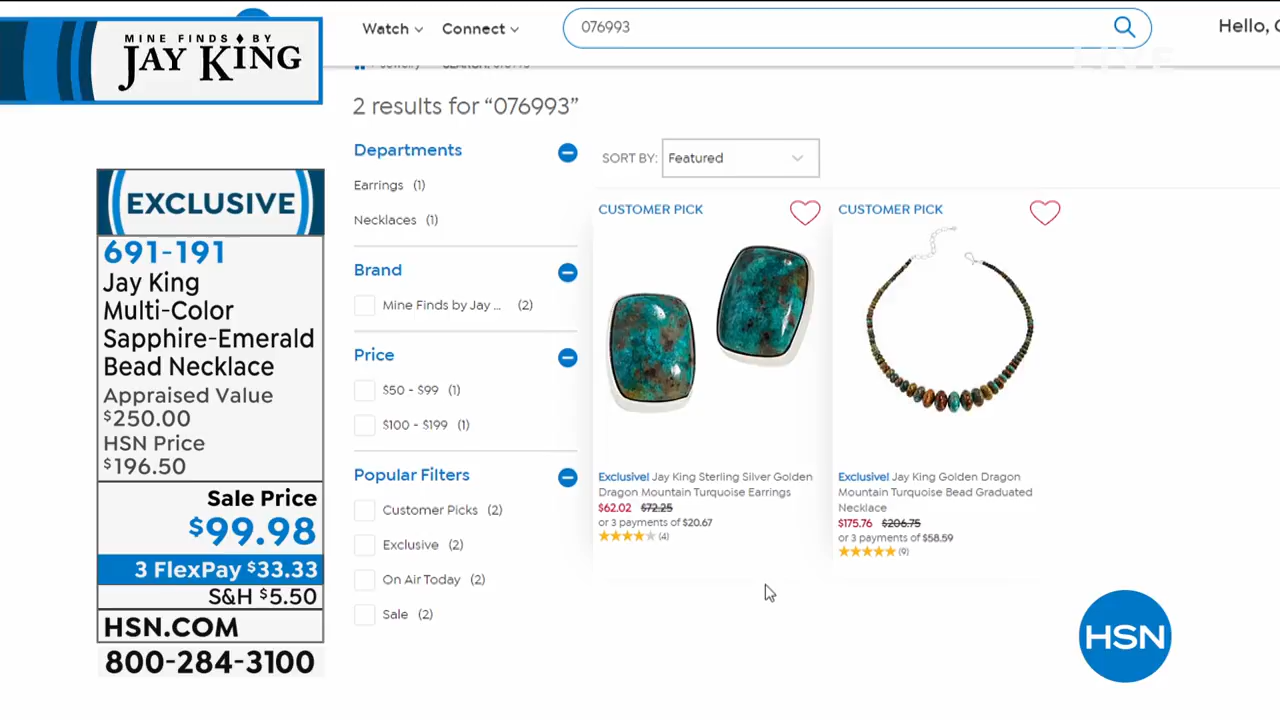 MINE FINDS BY
JAY KING
Watch
Connect
076993
Hello,
LIVE
2 results for “076993”
Departments
Earrings (1)
Necklaces (1)
Brand
Mine Finds by Jay ... (2)
Price
$50 - $99 (1)
$100 - $199 (1)
Popular Filters
Customer Picks (2)
Exclusive (2)
On Air Today (2)
Sale (2)
SORT BY: Featured
CUSTOMER PICK
Exclusive! Jay King Sterling Silver Golden
Dragon Mountain Turquoise Earrings
$62.02 $72.25
or 3 payments of $20.67
(4)
CUSTOMER PICK
Exclusive! Jay King Golden Dragon
Mountain Turquoise Bead Graduated
Necklace
$175.76 $206.75
or 3 payments of $58.59
(9)
EXCLUSIVE
691-191
Jay King
Multi-Color
Sapphire-Emerald
Bead Necklace
Appraised Value
$250.00
HSN Price
$196.50
Sale Price
$99.98
3 FlexPay $33.33
S&H $5.50
HSN.COM
800-284-3100
HSN